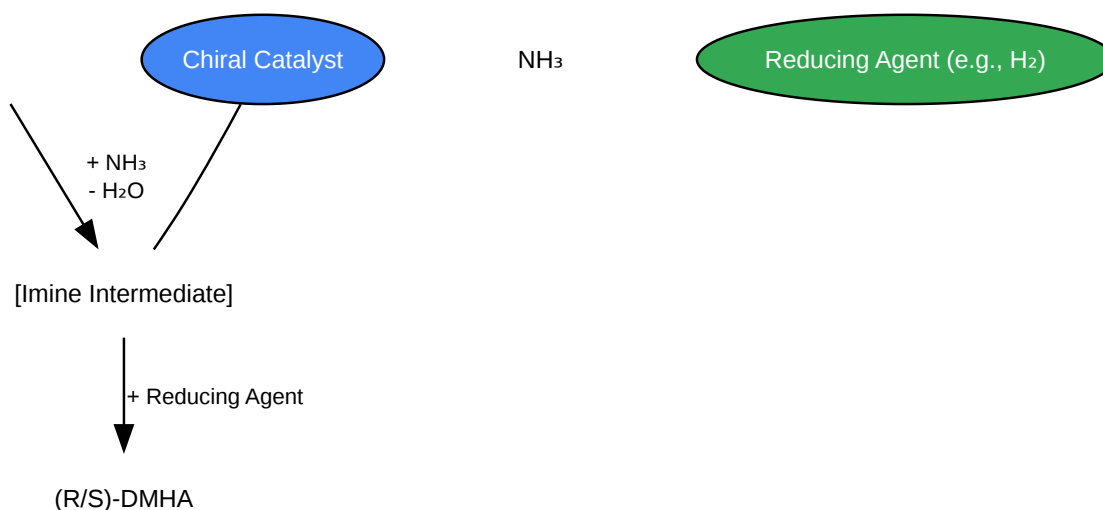 Chiral Catalyst
NH₃
Reducing Agent (e.g., H₂)
+ NH₃
- H₂O
[Imine Intermediate]
+ Reducing Agent
(R/S)-DMHA